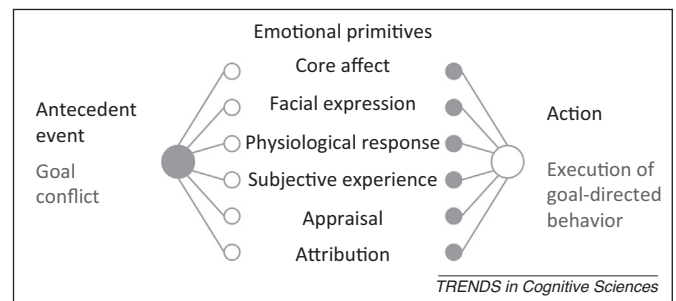 Emotional primitives
Core affect
Facial expression
Physiological response
Subjective experience
Appraisal
Attribution
Antecedent
event
Goal
conflict
Action
Execution of
goal-directed
behavior
TRENDS in Cognitive Sciences